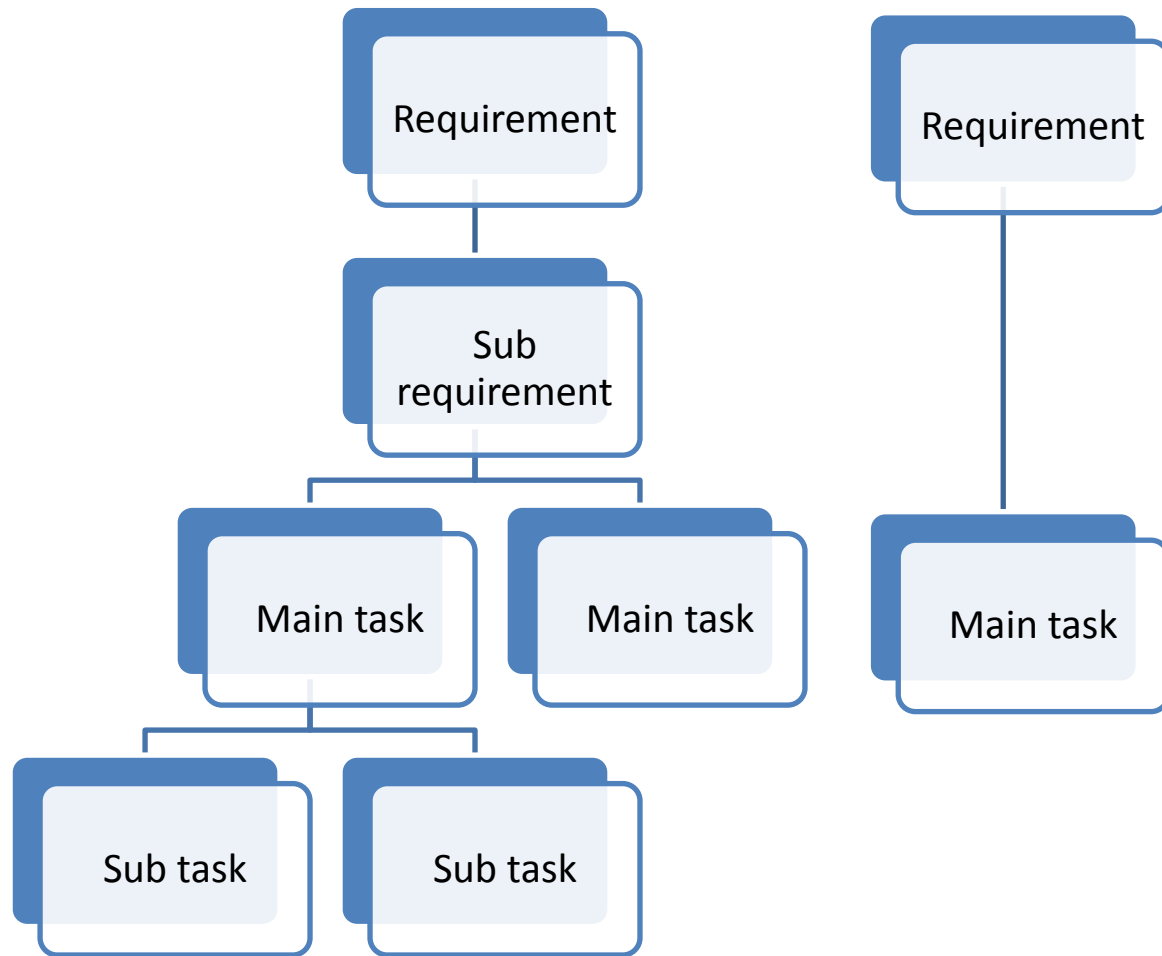 Requirement
Requirement
Sub
requirement
Main task
Main task
Main task
Sub task
Sub task